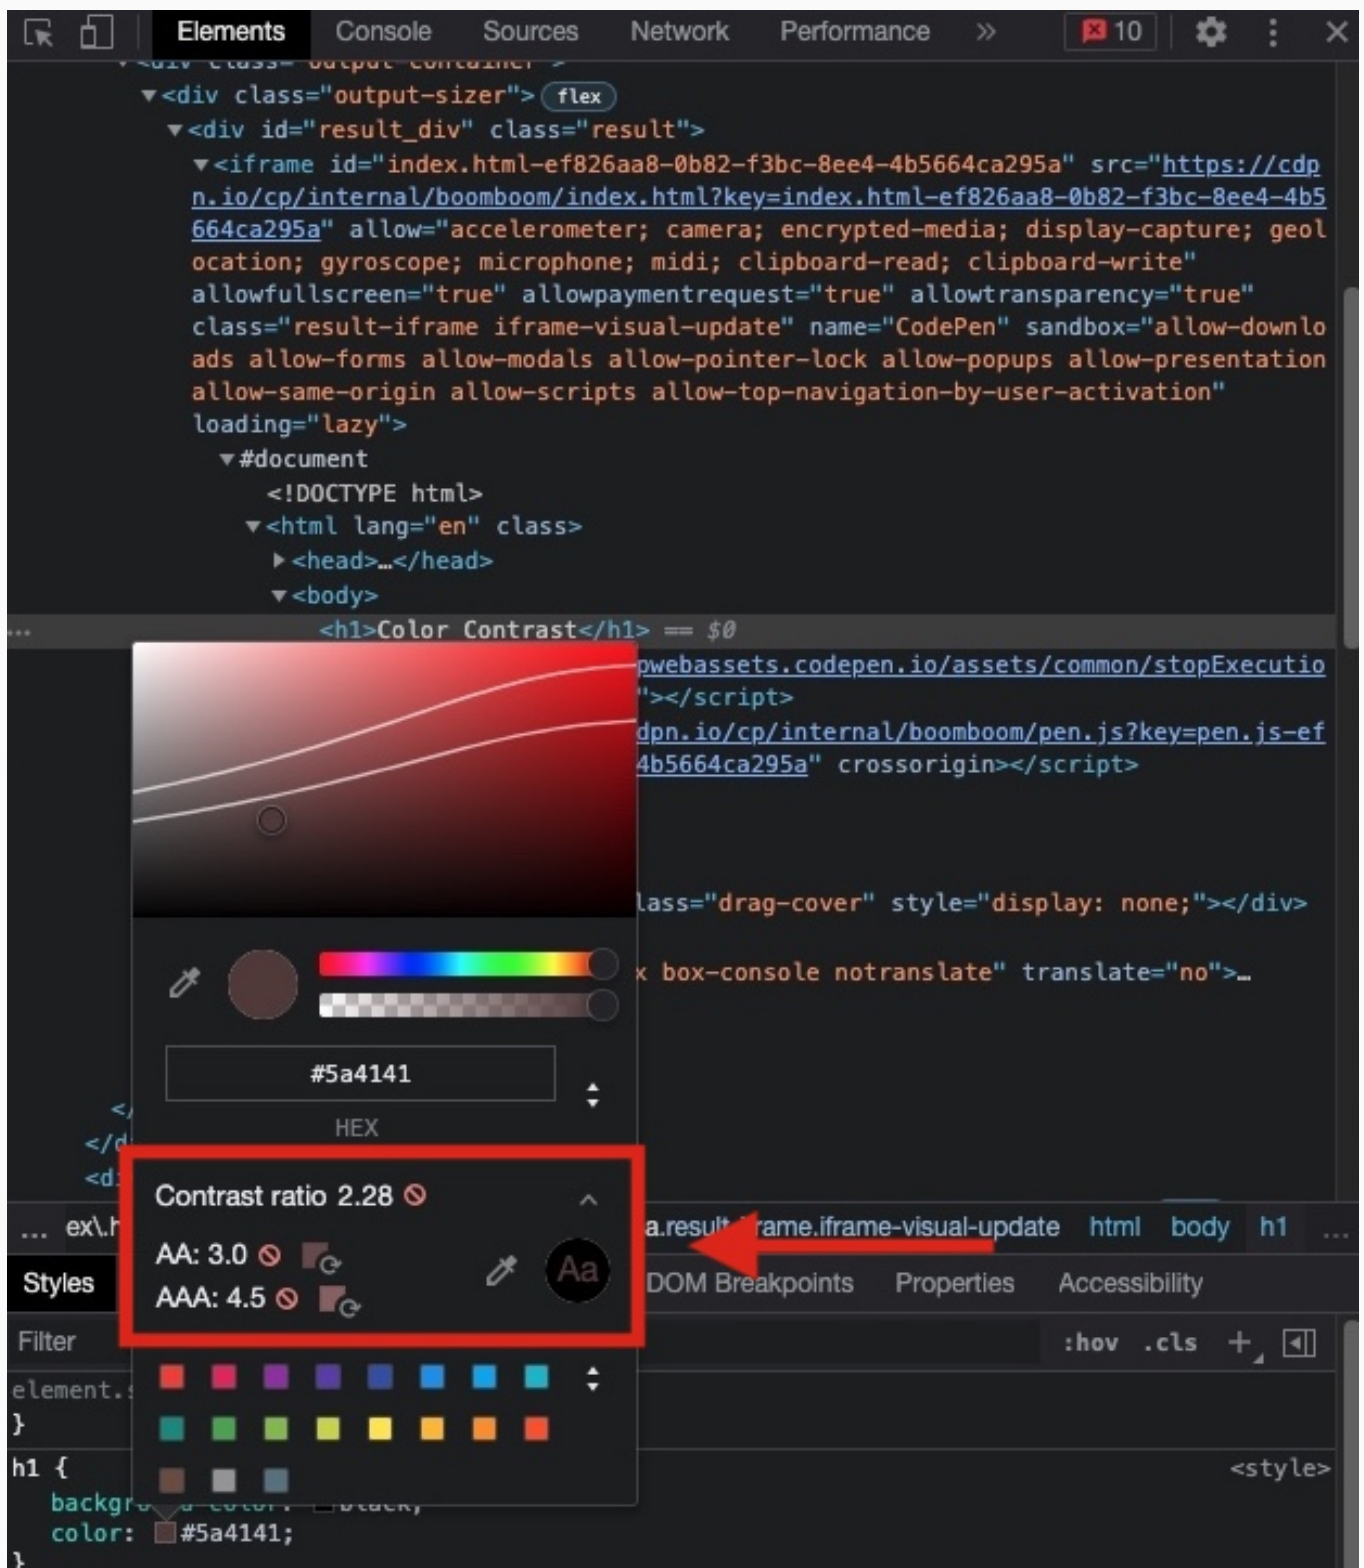 Elements Console Sources Network Performance » 10
<div class="output-container">
▼<div class="output-sizer"> flex
▼<div id="result_div" class="result">
▼<iframe id="index.html-ef826aa8-0b82-f3bc-8ee4-4b5664ca295a" src="https://cdp
n.io/cp/internal/boomboom/index.html?key=index.html-ef826aa8-0b82-f3bc-8ee4-4b5
664ca295a" allow="accelerometer; camera; encrypted-media; display-capture; geol
ocation; gyroscope; microphone; midi; clipboard-read; clipboard-write"
allowfullscreen="true" allowpaymentrequest="true" allowtransparency="true"
class="result-iframe iframe-visual-update" name="CodePen" sandbox="allow-downlo
ads allow-forms allow-modals allow-pointer-lock allow-popups allow-presentation
allow-same-origin allow-scripts allow-top-navigation-by-user-activation"
loading="lazy">
▼#document
<!DOCTYPE html>
▼<html lang="en" class>
▶<head>…</head>
▼<body>
… <h1>Color Contrast</h1> == $0
pwebassets.codepen.io/assets/common/stopExecutio
"></script>
dpn.io/cp/internal/boomboom/pen.js?key=pen.js-ef
4b5664ca295a" crossorigin></script>
lass="drag-cover" style="display: none;"></div>
x box-console notranslate" translate="no">…
#5a4141
HEX
</
</d
<di
Contrast ratio 2.28
AA: 3.0
AAA: 4.5
Aa
... ex\.h a.result-iframe.iframe-visual-update html body h1 ...
Styles DOM Breakpoints Properties Accessibility
Filter :hov .cls +
element.s
}
h1 { <style>
background-color: black;
color: #5a4141;
}